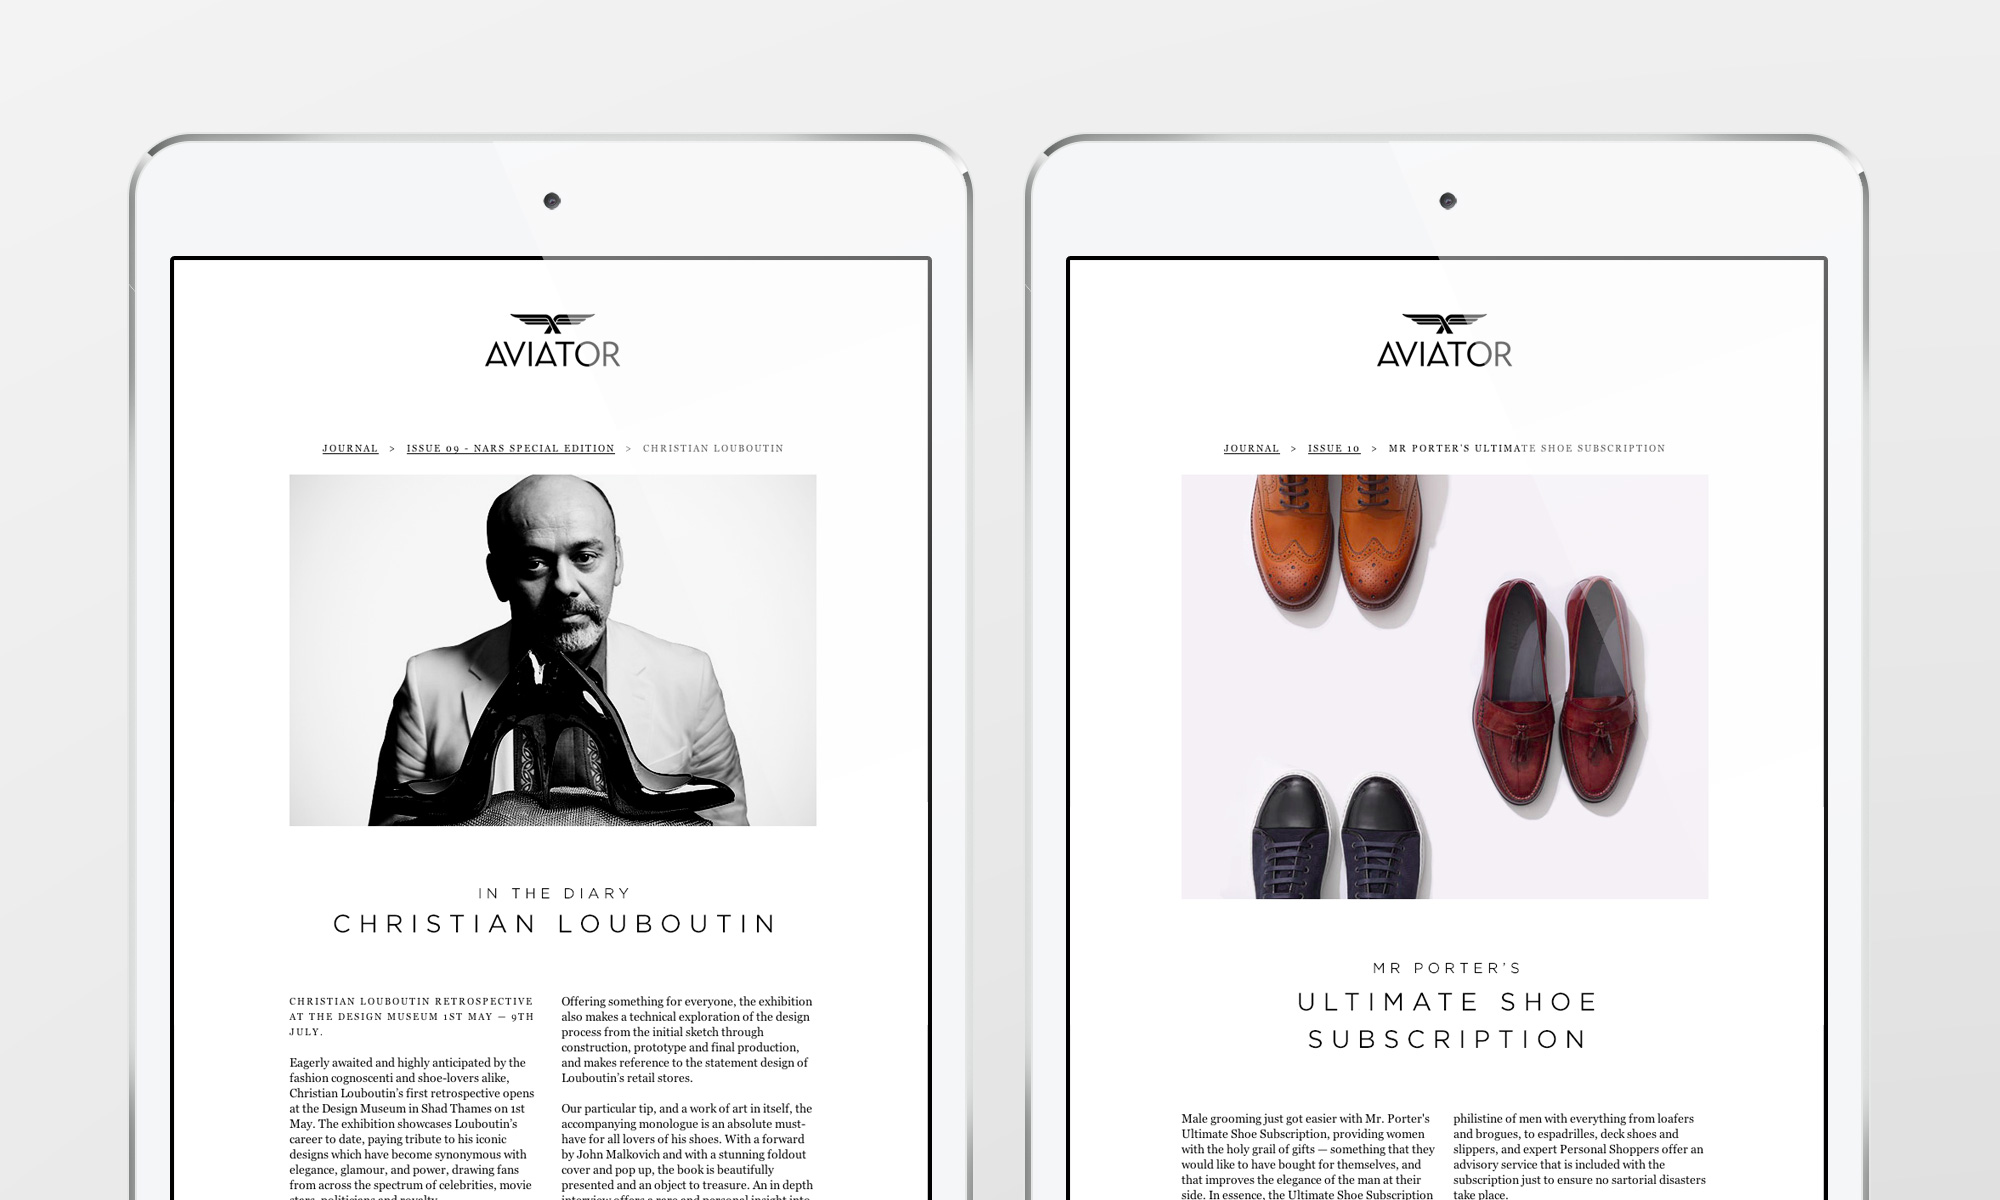 AVIATOR
JOURNAL > ISSUE 09 - NARS SPECIAL EDITION > CHRISTIAN LOUBOUTIN
IN THE DIARY
CHRISTIAN LOUBOUTIN
CHRISTIAN LOUBOUTIN RETROSPECTIVE
AT THE DESIGN MUSEUM 1ST MAY — 9TH
JULY.
Eagerly awaited and highly anticipated by the
fashion cognoscenti and shoe-lovers alike,
Christian Louboutin's first retrospective opens
at the Design Museum in Shad Thames on 1st
May. The exhibition showcases Louboutin's
career to date, paying tribute to his iconic
designs which have become synonymous with
elegance, glamour, and power, drawing fans
from across the spectrum of celebrities, movie
stars, politicians and royalty.
Offering something for everyone, the exhibition
also makes a technical exploration of the design
process from the initial sketch through
construction, prototype and final production,
and makes reference to the statement design of
Louboutin's retail stores.
Our particular tip, and a work of art in itself, the
accompanying monologue is an absolute must-
have for all lovers of his shoes. With a forward
by John Malkovich and with a stunning foldout
cover and pop up, the book is beautifully
presented and an object to treasure. An in depth
interview offers a rare and personal insight into
AVIATOR
JOURNAL > ISSUE 10 > MR PORTER'S ULTIMATE SHOE SUBSCRIPTION
MR PORTER'S
ULTIMATE SHOE
SUBSCRIPTION
Male grooming just got easier with Mr. Porter's
Ultimate Shoe Subscription, providing women
with the holy grail of gifts — something that they
would like to have bought for themselves, and
that improves the elegance of the man at their
side. In essence, the Ultimate Shoe Subscription
philistine of men with everything from loafers
and brogues, to espadrilles, deck shoes and
slippers, and expert Personal Shoppers offer an
advisory service that is included with the
subscription just to ensure no sartorial disasters
take place.